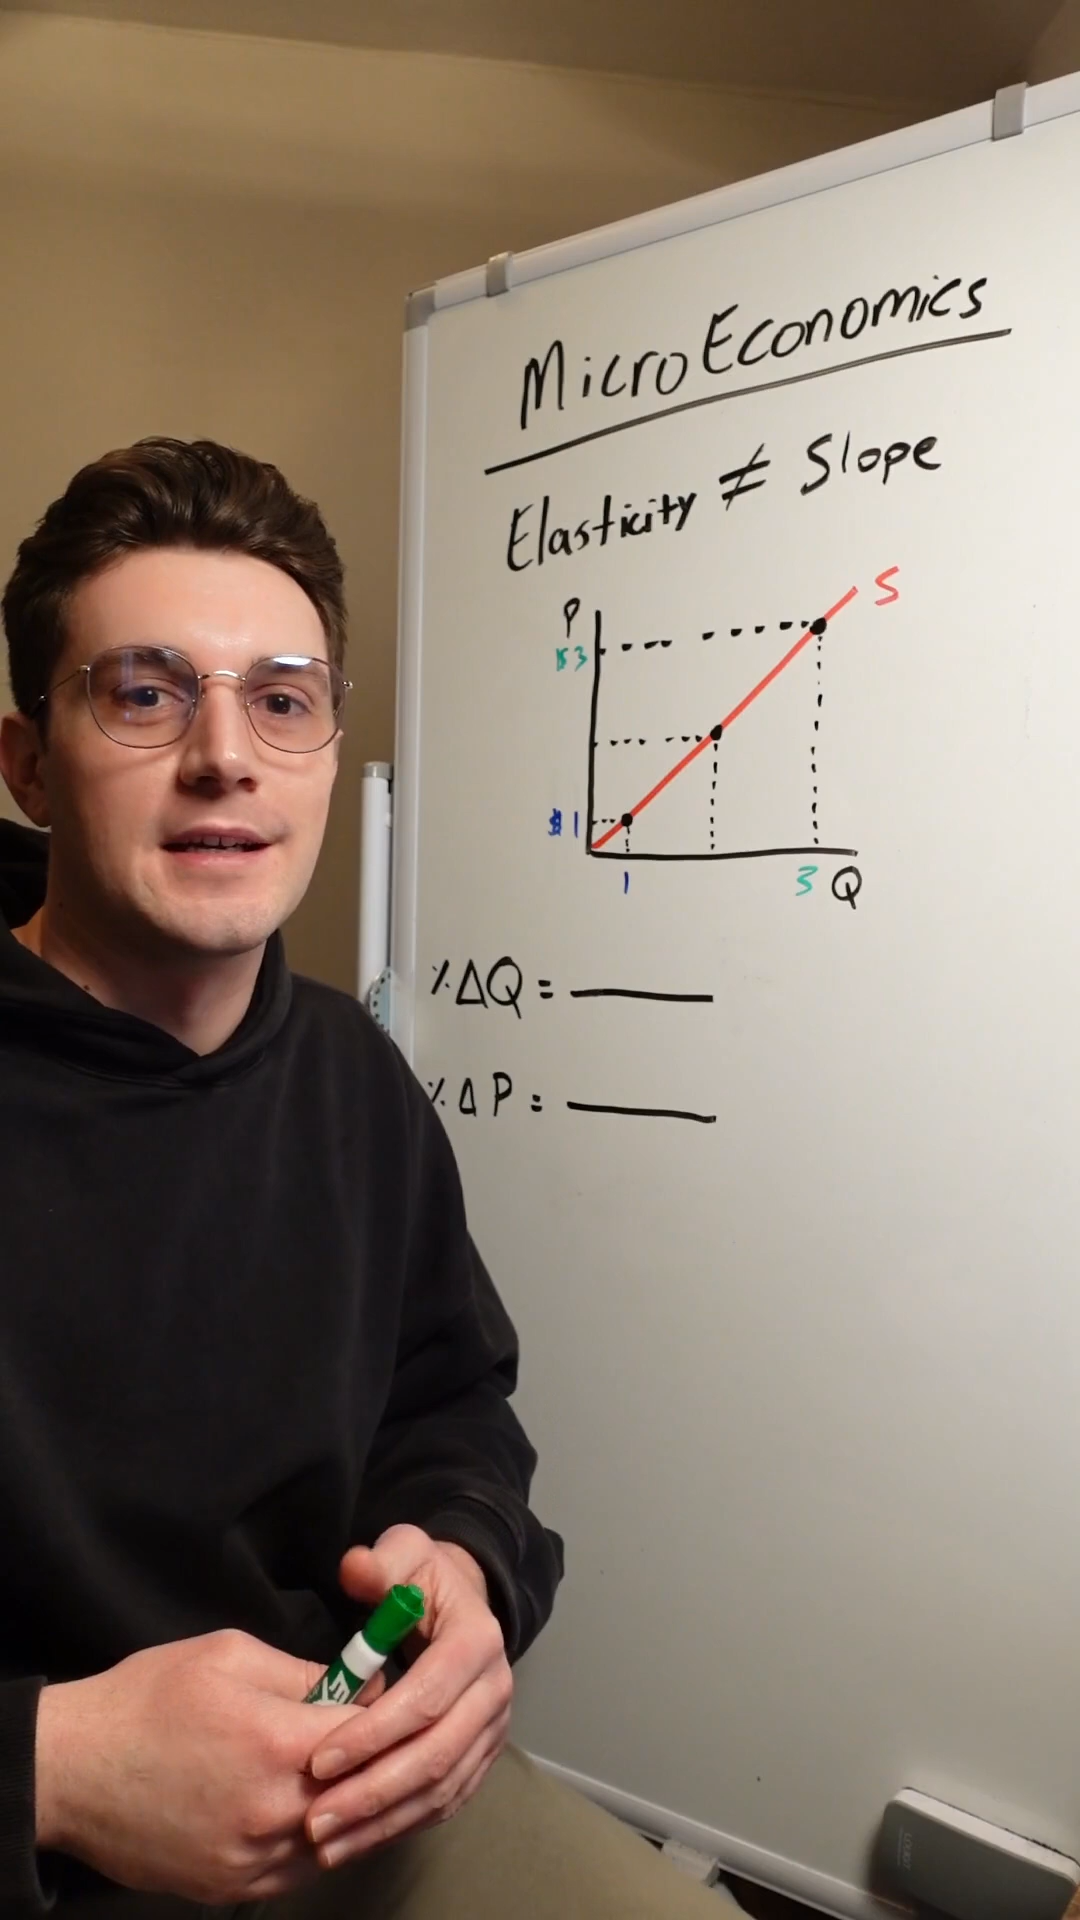 MicroEconomics
Elasticity ≠ Slope
S
P
$3
$1
1
3 Q
%ΔQ =
%ΔP =